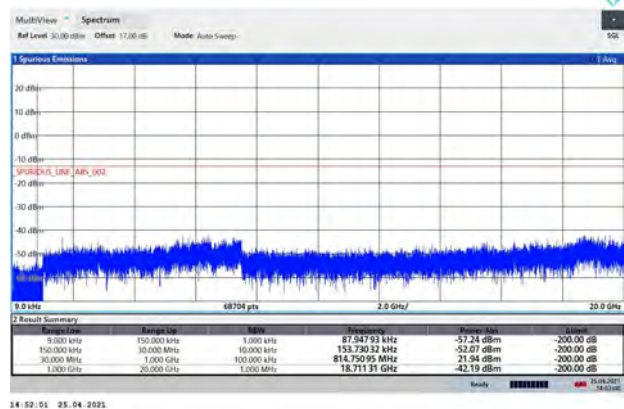 MultiView Spectrum
Ref Level 30.00 dBm Offset 17.00 dB Mode Auto Sweep
SGL
1 Spurious Emissions 1 Avg
20 dBm
10 dBm
0 dBm
-10 dBm
_SPURIOUS_LINE_ABS_002
-20 dBm
-30 dBm
-40 dBm
-50 dBm
9.0 kHz 68704 pts 2.0 GHz/ 20.0 GHz
2 Result Summary
Range Low Range Up RBW Frequency Power Abs ΔLimit
9.000 kHz 150.000 kHz 1.000 kHz 87.94793 kHz -57.24 dBm -200.00 dB
150.000 kHz 30.000 MHz 10.000 kHz 153.73032 kHz -52.07 dBm -200.00 dB
30.000 MHz 1.000 GHz 100.000 kHz 814.75095 MHz 21.94 dBm -200.00 dB
1.000 GHz 20.000 GHz 1.000 MHz 18.71131 GHz -42.19 dBm -200.00 dB
Ready 25.04.2021
14:52:01 25.04.2021